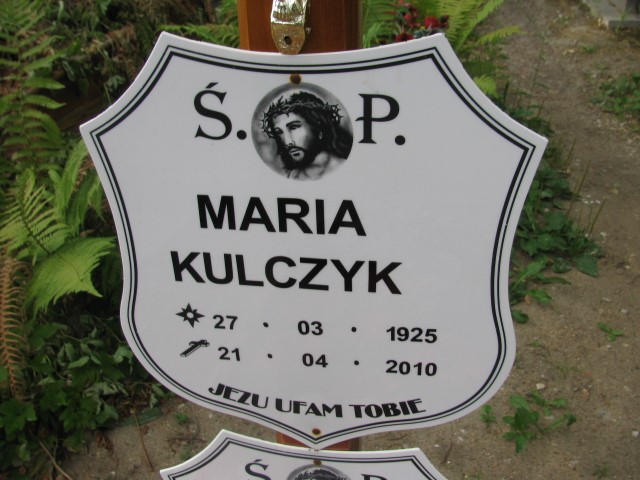 Ś. P.
MARIA
KULCZYK
27 · 03 · 1925
21 · 04 · 2010
JEZU UFAM TOBIE
Ś P